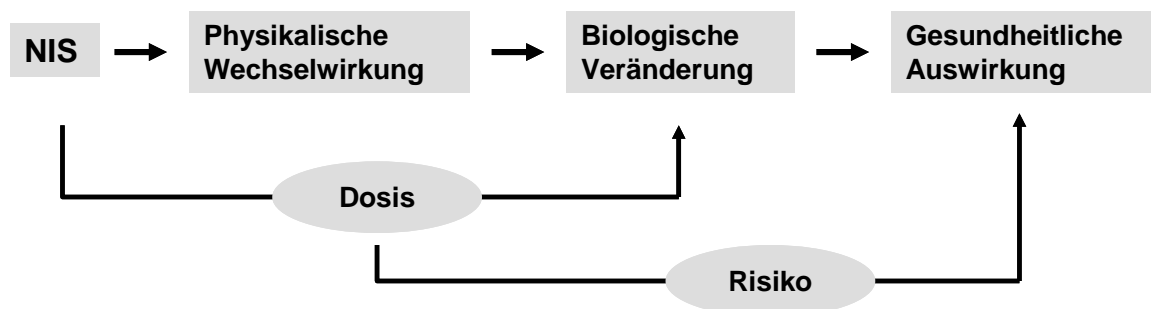 NIS
Physikalische
Wechselwirkung
Biologische
Veränderung
Gesundheitliche
Auswirkung
Dosis
Risiko